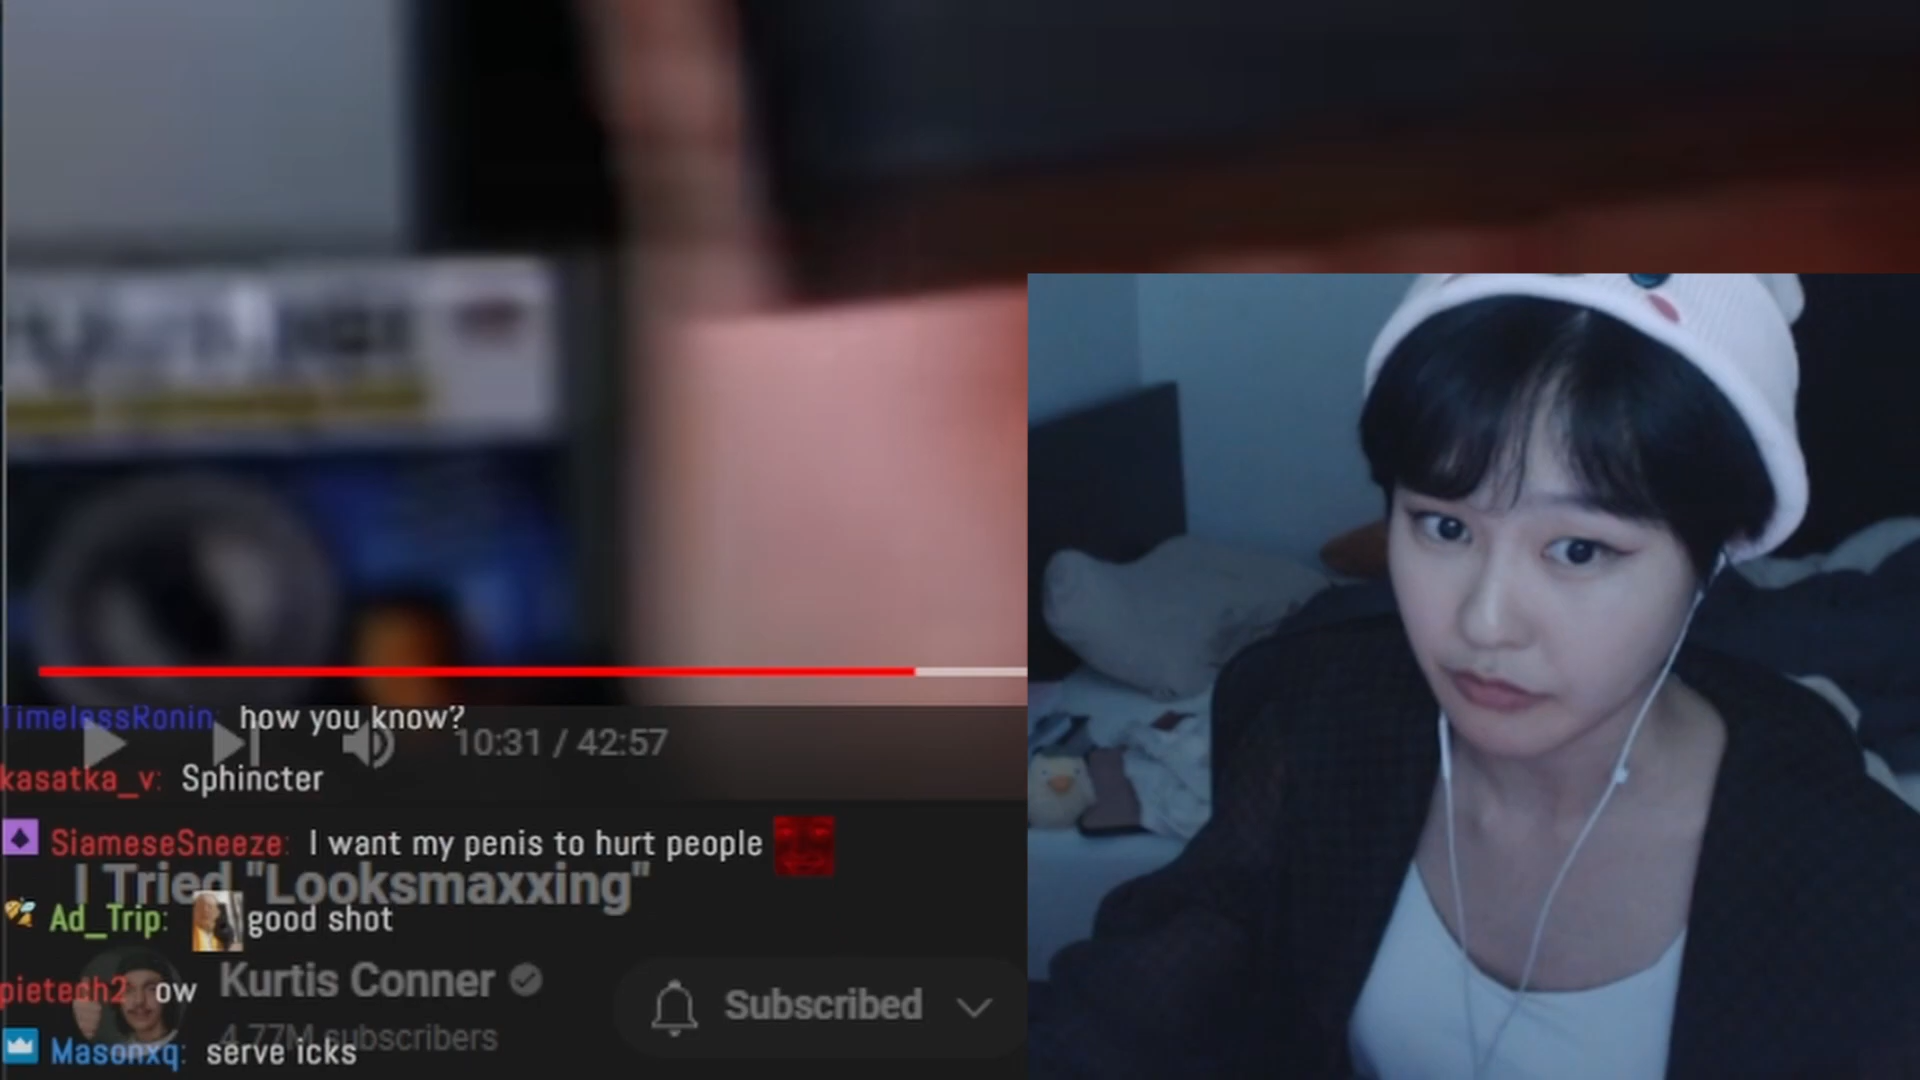 TimelessRonin: how you know?
10:31 / 42:57
kasatka_v: Sphincter
SiameseSneeze: I want my penis to hurt people
I Tried "Looksmaxxing"
Ad_Trip: good shot
Kurtis Conner
pietech2: ow
Subscribed
4.77M subscribers
Masonxq: serve icks